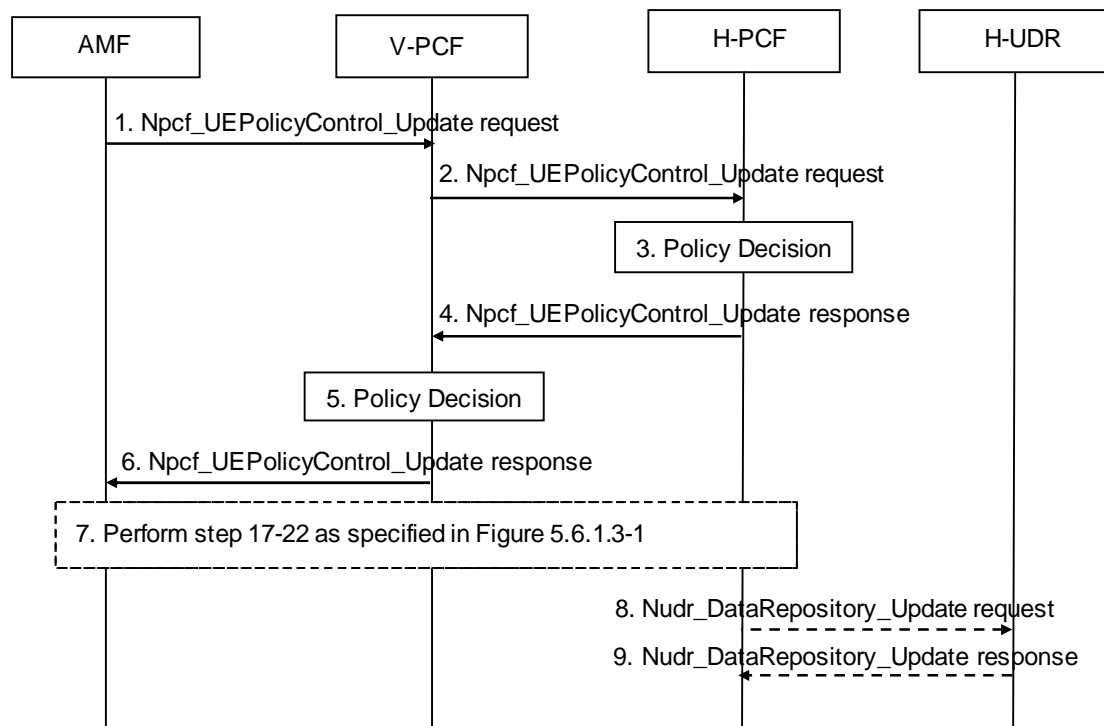 AMF
V-PCF
H-PCF
H-UDR
1. Npcf_UEPolicyControl_Update request
2. Npcf_UEPolicyControl_Update request
3. Policy Decision
4. Npcf_UEPolicyControl_Update response
5. Policy Decision
6. Npcf_UEPolicyControl_Update response
7. Perform step 17-22 as specified in Figure 5.6.1.3-1
8. Nudr_DataRepository_Update request
9. Nudr_DataRepository_Update response